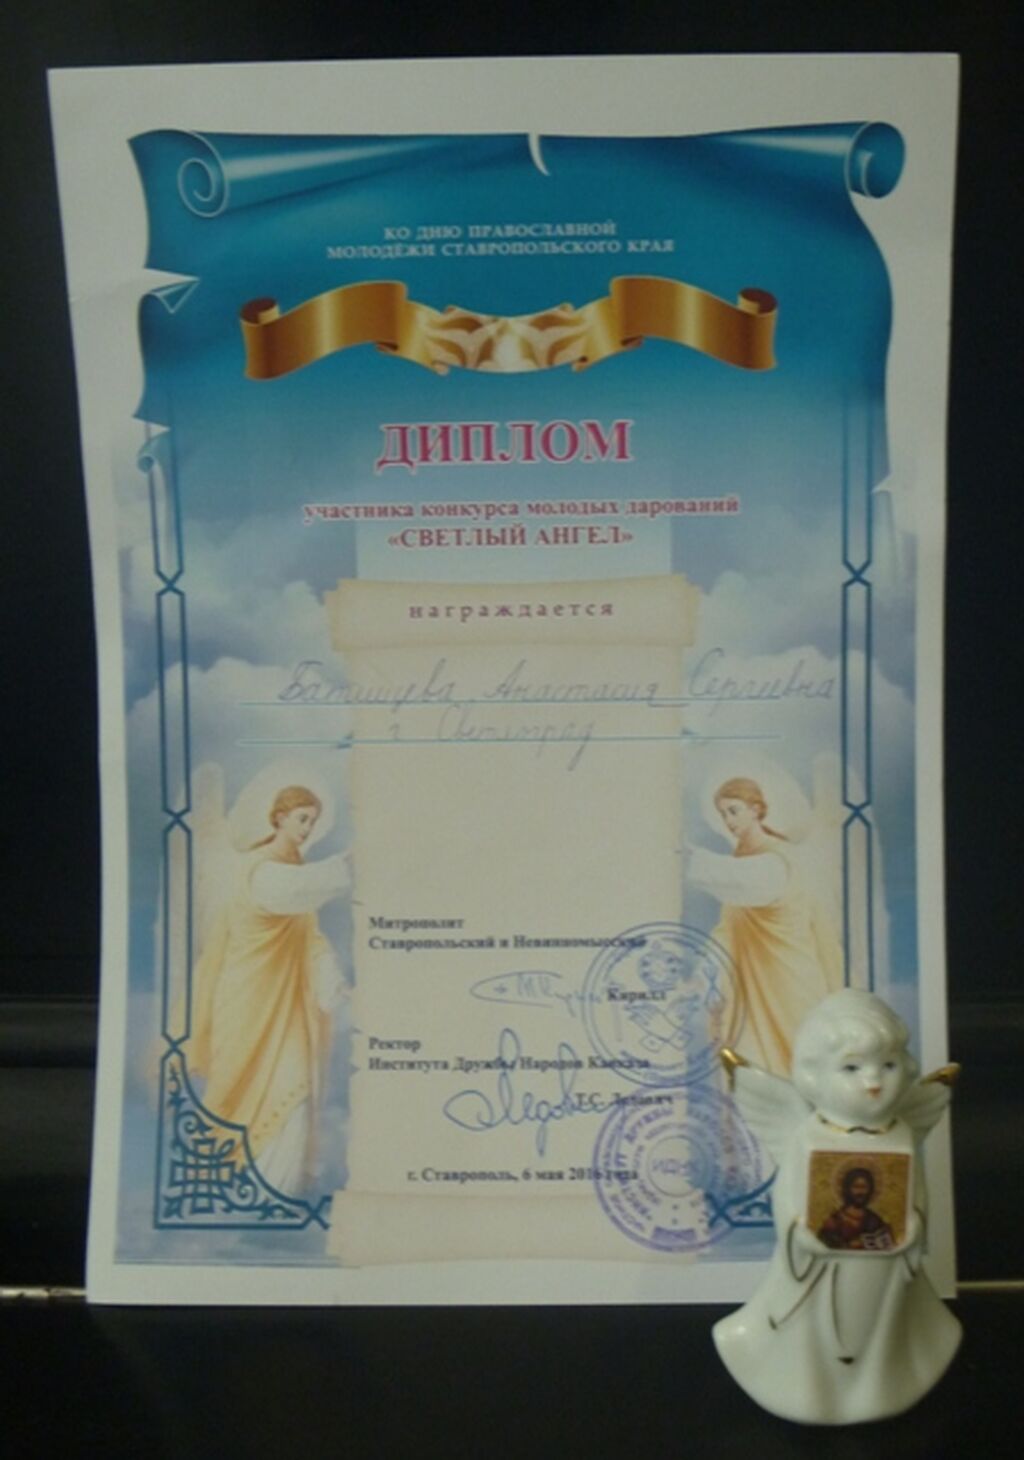 КО ДНЮ ПРАВОСЛАВНОЙ
МОЛОДЁЖИ СТАВРОПОЛЬСКОГО КРАЯ
ДИПЛОМ
участника конкурса молодых дарований
«СВЕТЛЫЙ АНГЕЛ»
награждается
Батищева Анастасия Сергеевна
г. Светлоград
Митрополит
Ставропольский и Невинномысский
Кирилл
Ректор
Института Дружбы Народов Кавказа
Т.С.
г. Ставрополь, 6 мая 2016 года
ИДНК